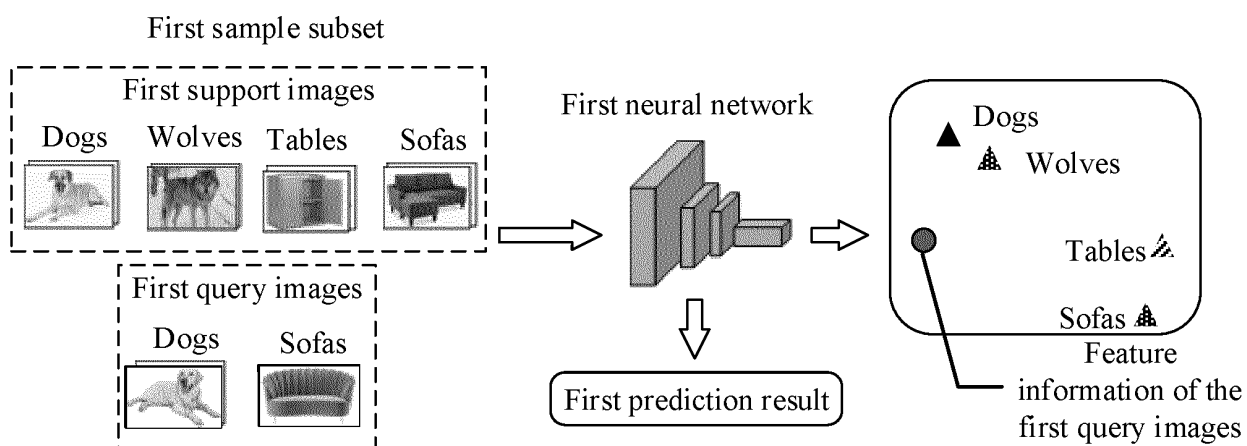 First sample subset
First support images
Dogs Wolves Tables Sofas
First query images
Dogs Sofas
First neural network
First prediction result
Dogs
Wolves
Tables
Sofas
Feature
information of the
first query images